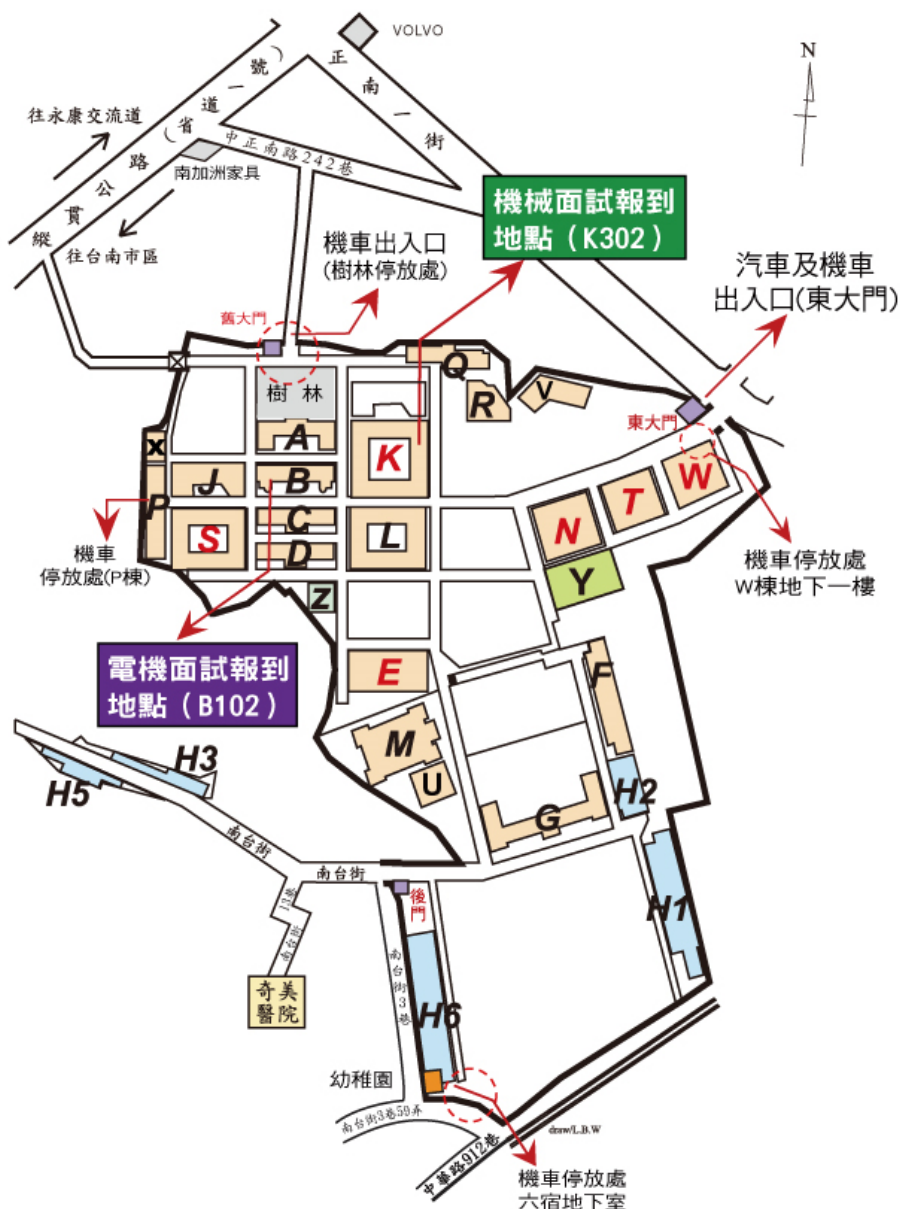 VOLVO
N
正南一街
縱貫公路(省道一號)
往永康交流道
中正南路242巷
南加洲家具
往台南市區
機械面試報到
地點(K302)
機車出入口
(樹林停放處)
汽車及機車
出入口(東大門)
舊大門
樹林
東大門
Q
R
V
A
K
X
J
B
P
S
C
D
L
N
T
W
Y
Z
機車
停放處(P棟)
機車停放處
W棟地下一樓
電機面試報到
地點(B102)
E
F
M
U
G
H3
H5
H2
H1
南台街
南台街
13巷
南台街
後門
南台街3巷
奇美
醫院
H6
幼稚園
南台街3巷50弄
draw/L.B.W
中華路912巷
機車停放處
六宿地下室